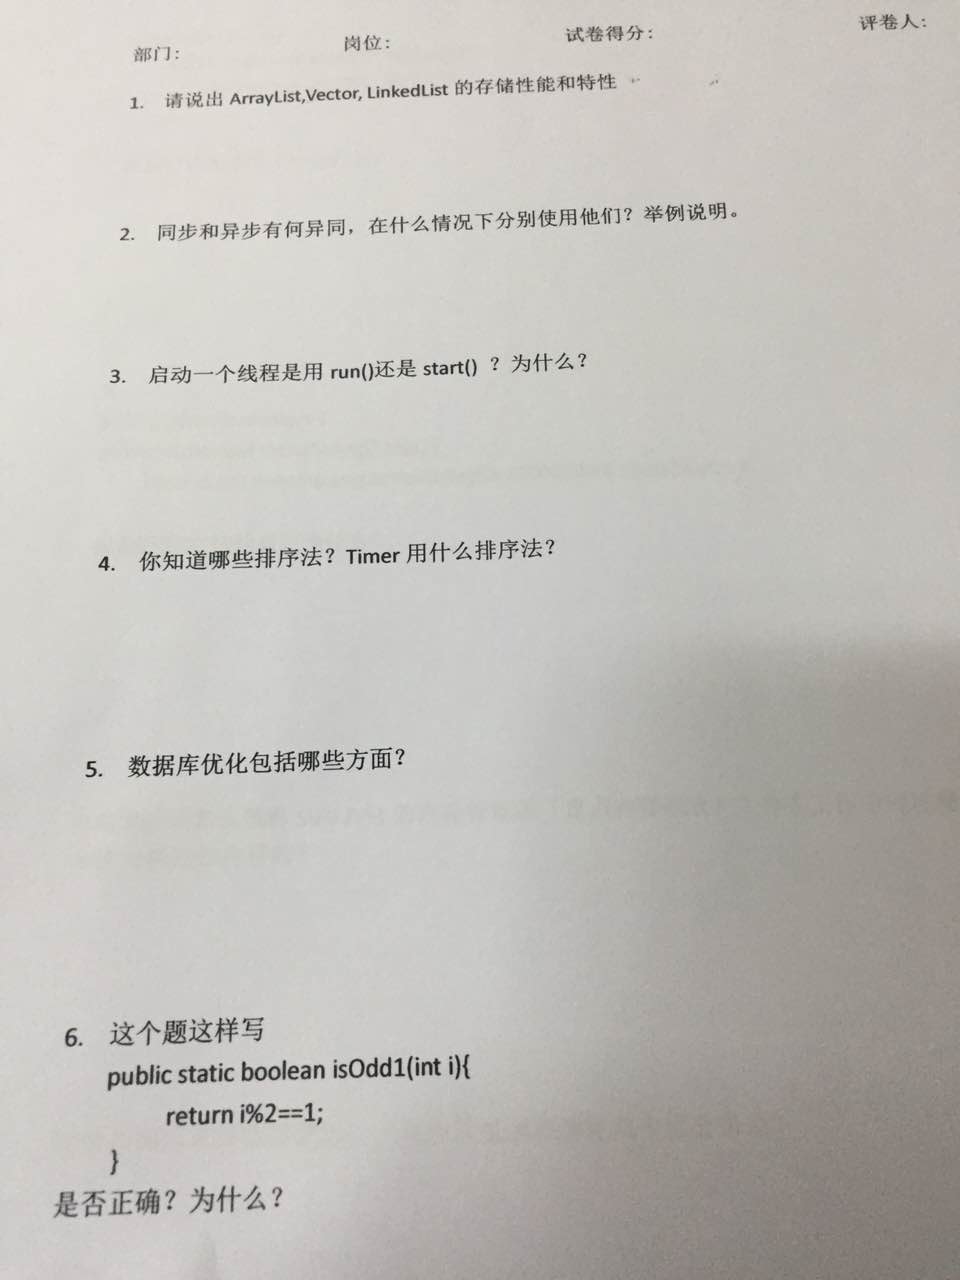 部门： 岗位： 试卷得分： 评卷人：
1. 请说出 ArrayList,Vector, LinkedList 的存储性能和特性
2. 同步和异步有何异同，在什么情况下分别使用他们？举例说明。
3. 启动一个线程是用 run()还是 start() ？为什么？
4. 你知道哪些排序法？Timer 用什么排序法？
5. 数据库优化包括哪些方面？
6. 这个题这样写
public static boolean isOdd1(int i){
return i%2==1;
}
是否正确？为什么？